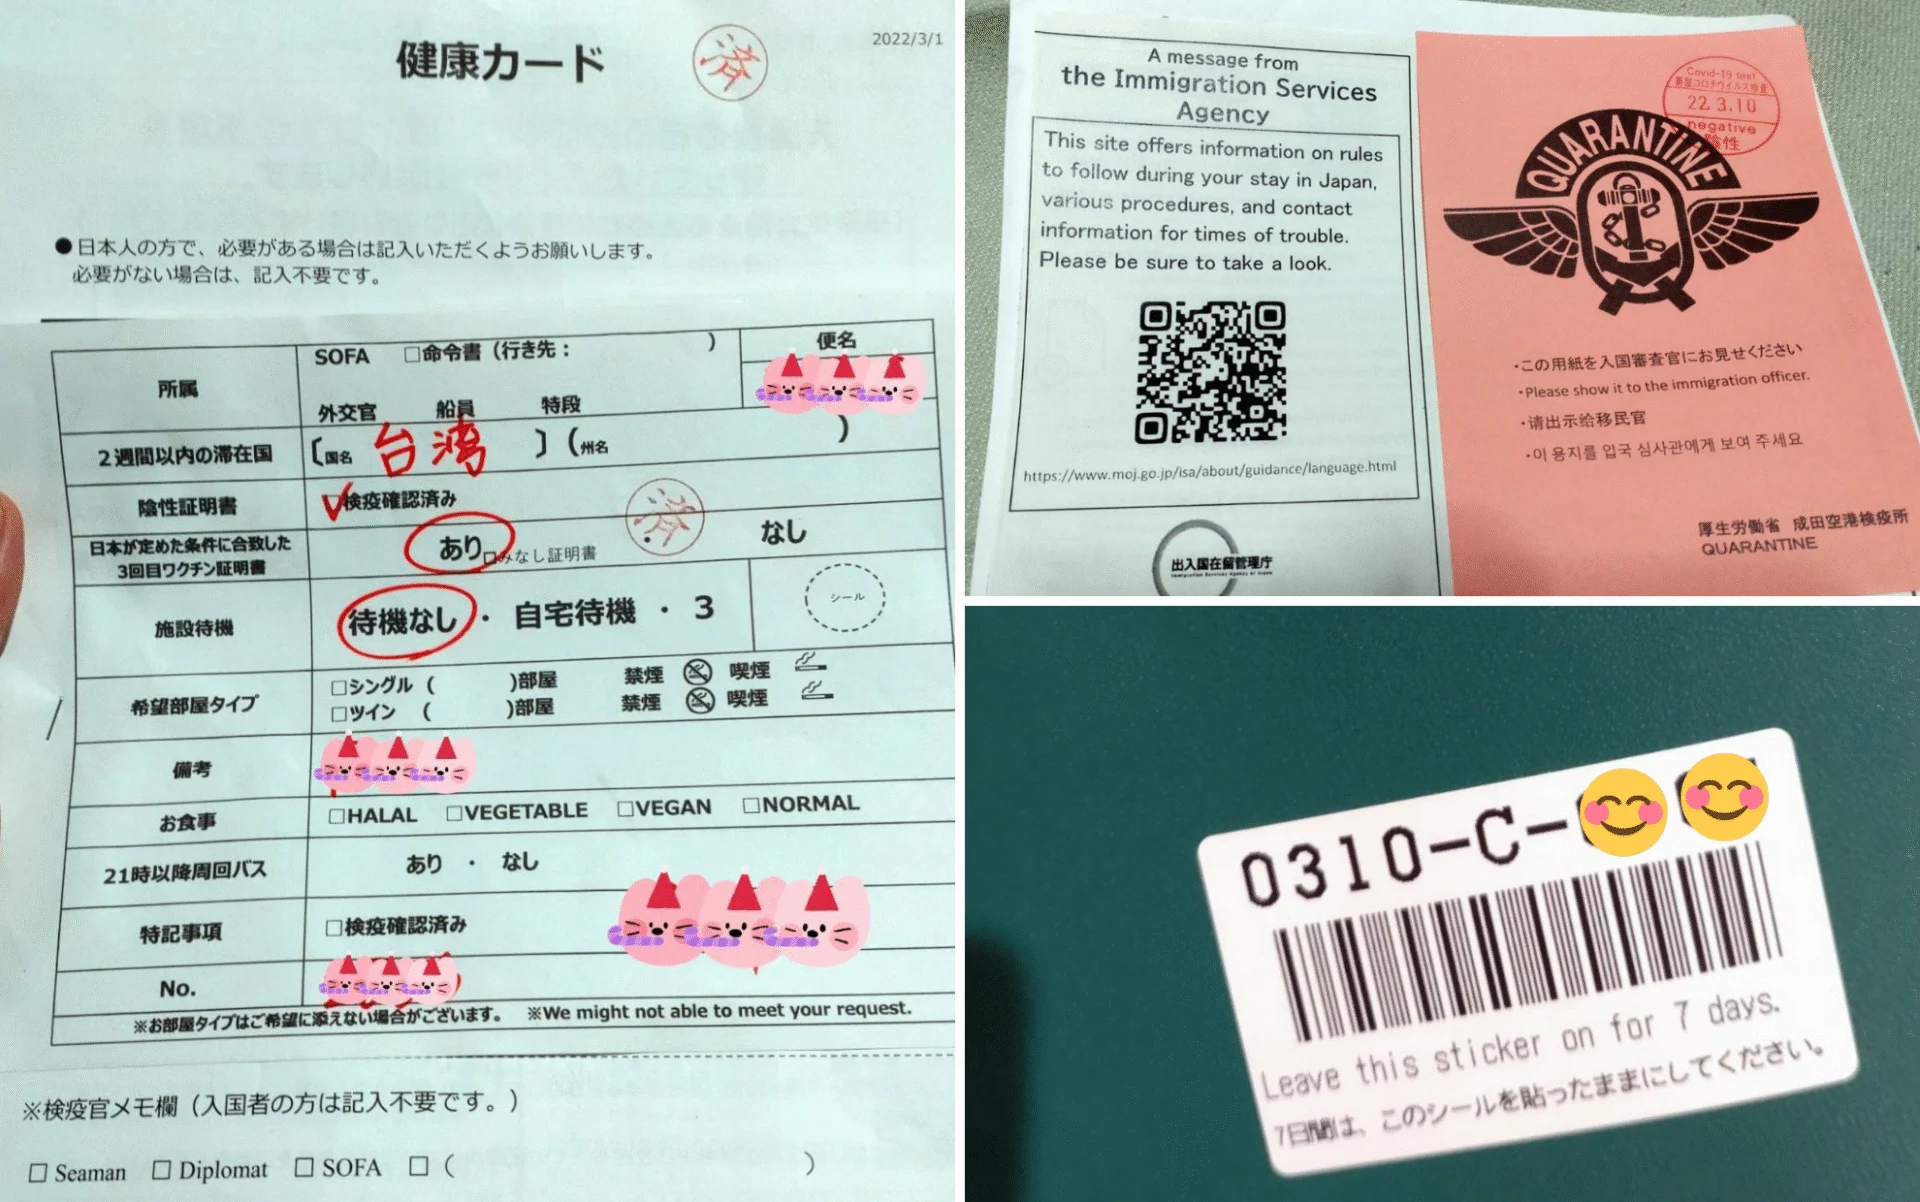 健康カード
済
2022/3/1
●日本人の方で、必要がある場合は記入いただくようお願いします。
必要がない場合は、記入不要です。
所属
SOFA □命令書(行き先: )
外交官 船員 特段
便名
2週間以内の滞在国
〔国名 台湾 〕(州名 )
陰性証明書
□検疫確認済み
日本が定めた条件に合致した
3回目ワクチン証明書
あり □みなし証明書 済 なし
施設待機
待機なし ・ 自宅待機 ・ 3
シール
希望部屋タイプ
□シングル ( )部屋 禁煙 喫煙
□ツイン ( )部屋 禁煙 喫煙
備考
お食事
□HALAL □VEGETABLE □VEGAN □NORMAL
21時以降周回バス
あり ・ なし
特記事項
□検疫確認済み
No.
※お部屋タイプはご希望に添えない場合がございます。 ※We might not able to meet your request.
※検疫官メモ欄(入国者の方は記入不要です。)
□ Seaman □ Diplomat □ SOFA □ ( )
A message from
the Immigration Services
Agency
This site offers information on rules
to follow during your stay in Japan,
various procedures, and contact
information for times of trouble.
Please be sure to take a look.
https://www.moj.go.jp/isa/about/guidance/language.html
出入国在留管理庁
Immigration Services Agency of Japan
Covid-19 test
新型コロナウイルス検査
22.3.10
negative
陰性
QUARANTINE
・この用紙を入国審査官にお見せください
・Please show it to the immigration officer.
・请出示给移民官
・이 용지를 입국 심사관에게 보여 주세요
厚生労働省 成田空港検疫所
QUARANTINE
0310-C-
Leave this sticker on for 7 days.
7日間は、このシールを貼ったままにしてください。